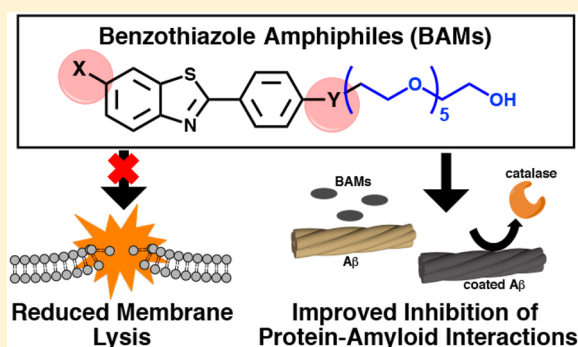 Benzothiazole Amphiphiles (BAMs)
X
S
N
Y
O
5
OH
BAMs
Aβ
catalase
coated Aβ
Reduced Membrane
Lysis
Improved Inhibition of
Protein-Amyloid Interactions